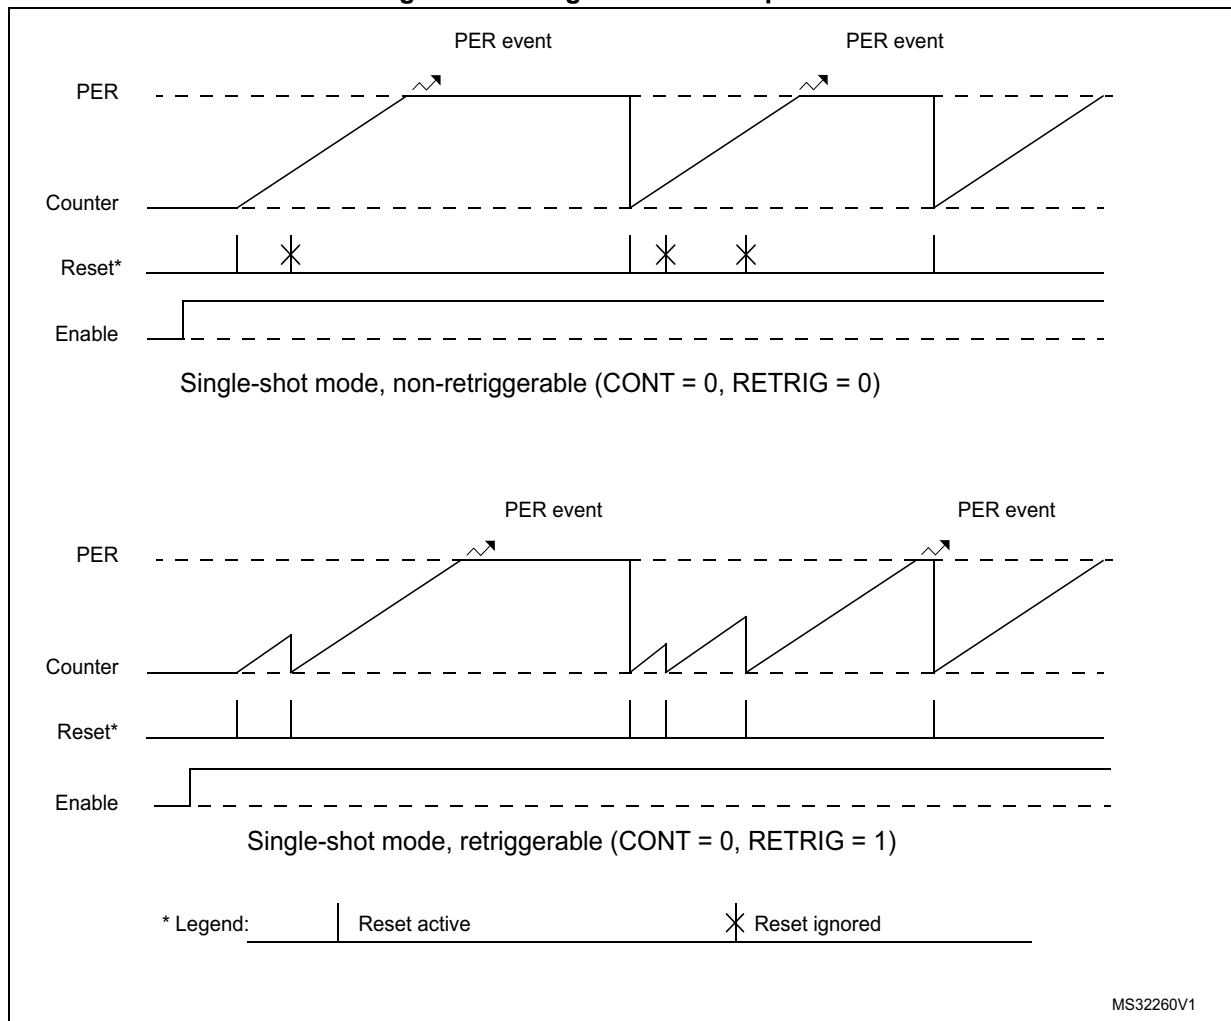 PER event
PER event
PER
Counter
Reset*
Enable
Single-shot mode, non-retriggerable (CONT = 0, RETRIG = 0)
PER event
PER event
PER
Counter
Reset*
Enable
Single-shot mode, retriggerable (CONT = 0, RETRIG = 1)
* Legend: Reset active Reset ignored
MS32260V1